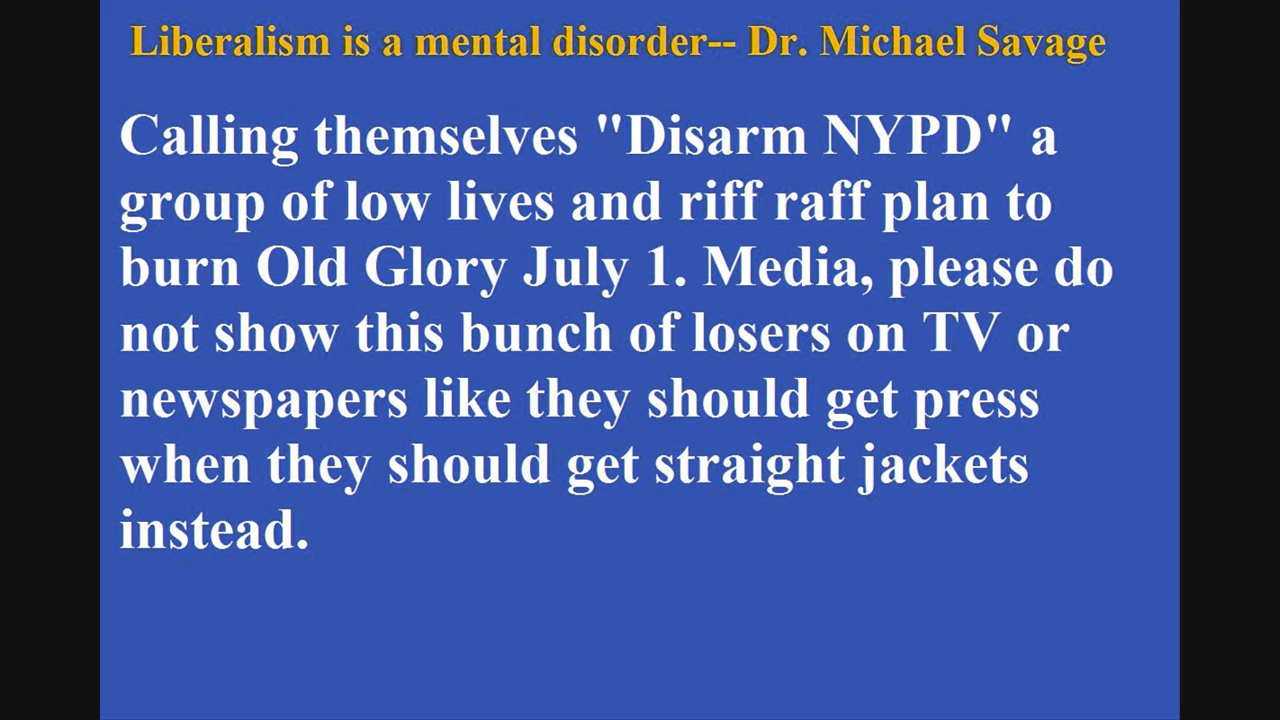 Liberalism is a mental disorder-- Dr. Michael Savage
Calling themselves "Disarm NYPD" a
group of low lives and riff raff plan to
burn Old Glory July 1. Media, please do
not show this bunch of losers on TV or
newspapers like they should get press
when they should get straight jackets
instead.